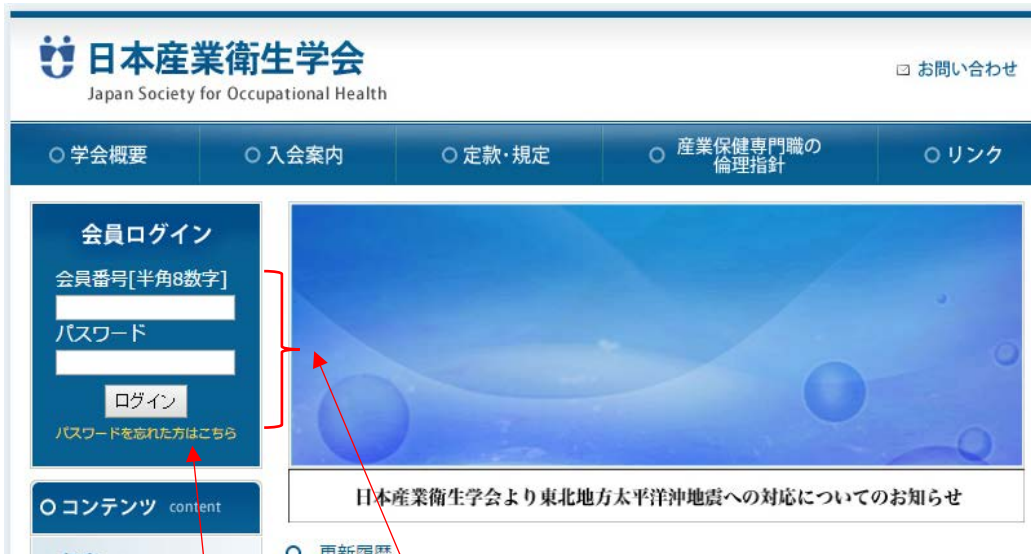 日本産業衛生学会
Japan Society for Occupational Health
お問い合わせ
学会概要
入会案内
定款・規定
産業保健専門職の
倫理指針
リンク
会員ログイン
会員番号[半角8数字]
パスワード
ログイン
パスワードを忘れた方はこちら
日本産業衛生学会より東北地方太平洋沖地震への対応についてのお知らせ
コンテンツ content
更新履歴